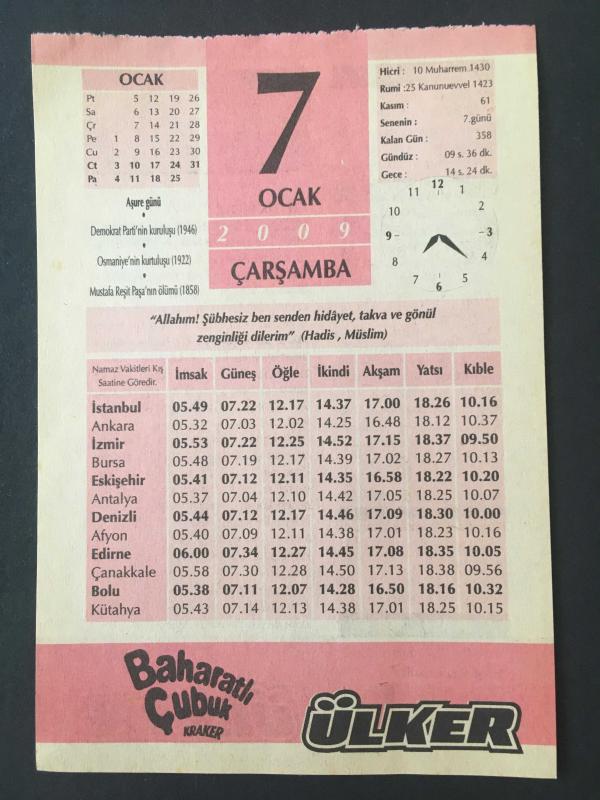 OCAK
Pt 5 12 19 26
Sa 6 13 20 27
Çr 7 14 21 28
Pe 1 8 15 22 29
Cu 2 9 16 23 30
Ct 3 10 17 24 31
Pa 4 11 18 25
Aşure günü
•
Demokrat Parti'nin kuruluşu (1946)
•
Osmaniye'nin kurtuluşu (1922)
•
Mustafa Reşit Paşa'nın ölümü (1858)
7
OCAK
2 0 0 9
ÇARŞAMBA
Hicri : 10 Muharrem 1430
Rumi :25 Kanunuevvel 1423
Kasım : 61
Senenin : 7.günü
Kalan Gün : 358
Gündüz : 09 s. 36 dk.
Gece : 14 s. 24 dk.
12
11 1
10 2
9 3
8 4
7 5
6
"Allahım! Şübhesiz ben senden hidâyet, takva ve gönül
zenginliği dilerim" (Hadis , Müslim)
Namaz Vakitleri Kış
Saatine Göredir.
İmsak Güneş Öğle İkindi Akşam Yatsı Kıble
İstanbul 05.49 07.22 12.17 14.37 17.00 18.26 10.16
Ankara 05.32 07.03 12.02 14.25 16.48 18.12 10.37
İzmir 05.53 07.22 12.25 14.52 17.15 18.37 09.50
Bursa 05.48 07.19 12.17 14.39 17.02 18.27 10.13
Eskişehir 05.41 07.12 12.11 14.35 16.58 18.22 10.20
Antalya 05.37 07.04 12.10 14.42 17.05 18.25 10.07
Denizli 05.44 07.12 12.17 14.46 17.09 18.30 10.00
Afyon 05.40 07.09 12.11 14.38 17.01 18.23 10.16
Edirne 06.00 07.34 12.27 14.45 17.08 18.35 10.05
Çanakkale 05.58 07.30 12.28 14.50 17.13 18.38 09.56
Bolu 05.38 07.11 12.07 14.28 16.50 18.16 10.32
Kütahya 05.43 07.14 12.13 14.38 17.01 18.25 10.15
Baharatlı
Çubuk
KRAKER
ÜLKER